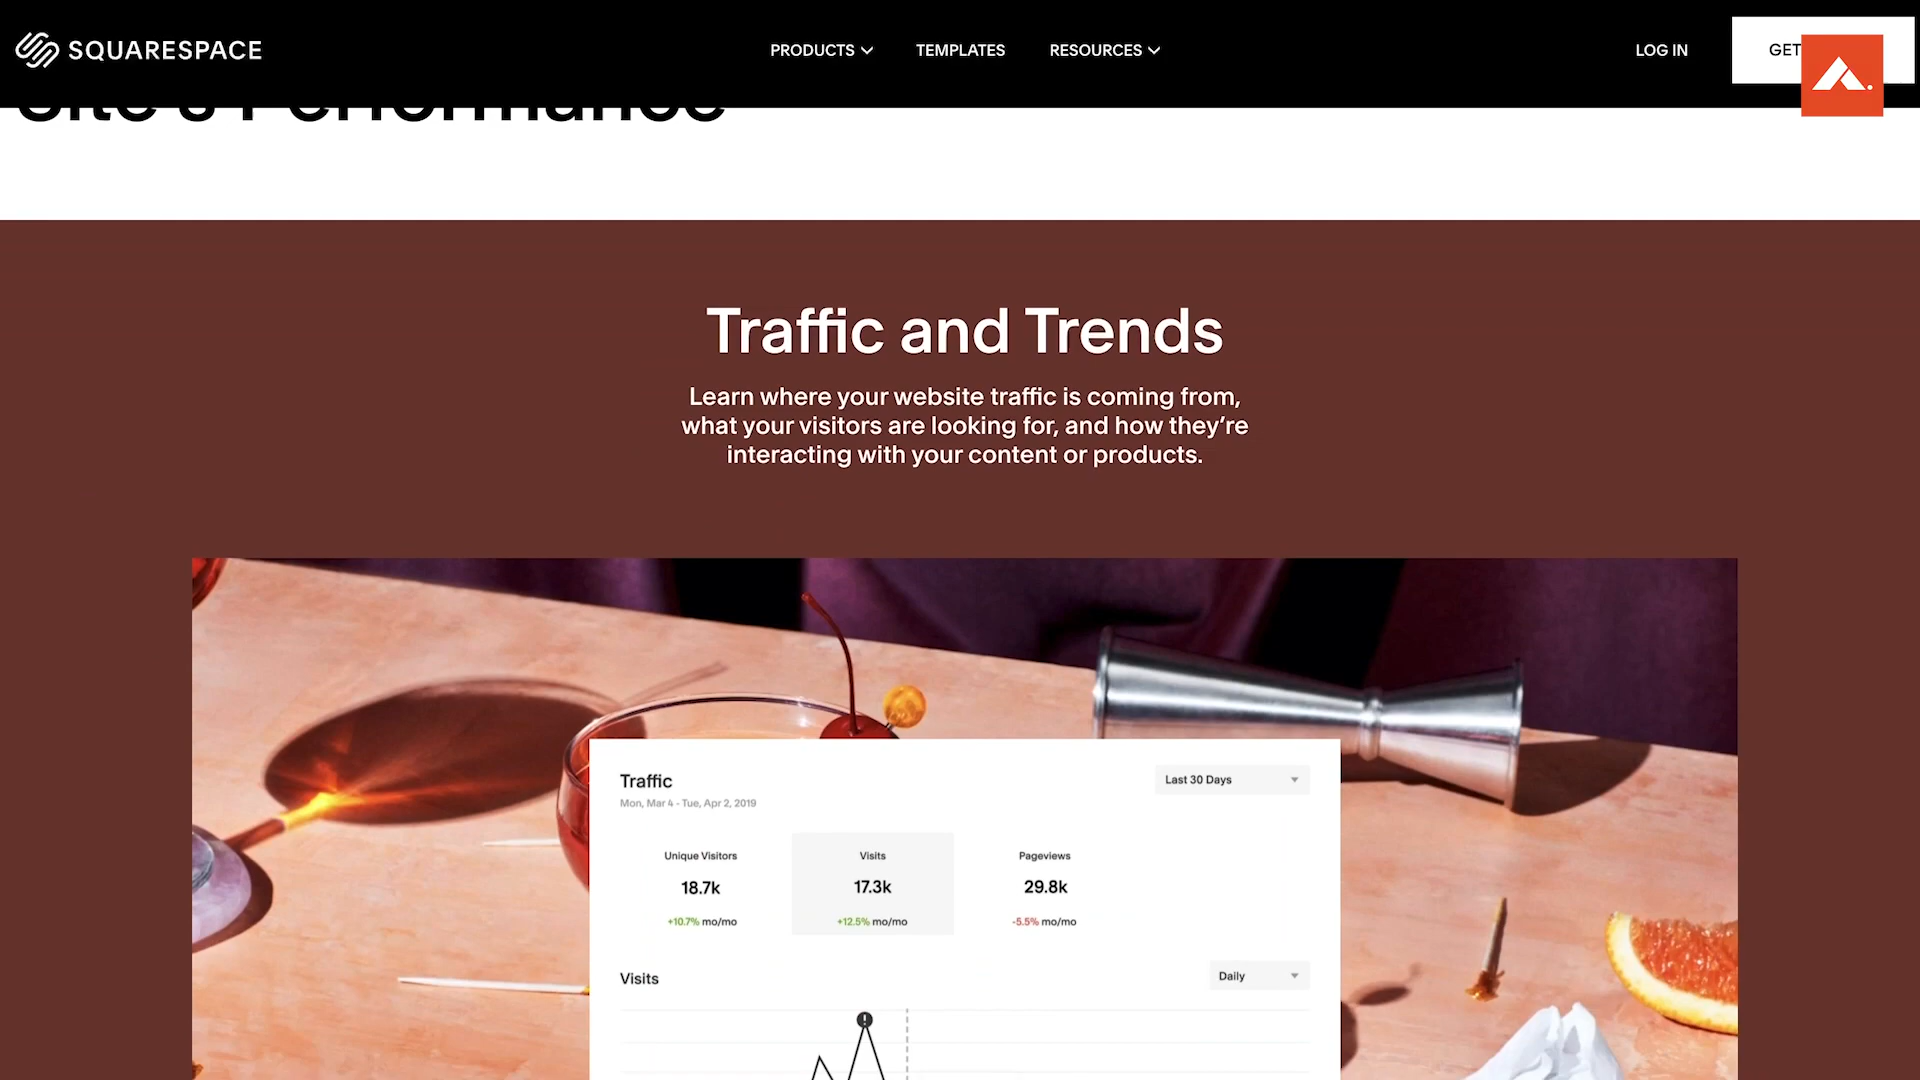 SQUARESPACE
PRODUCTS
TEMPLATES
RESOURCES
LOG IN
GET
Site's Performance
Traffic and Trends
Learn where your website traffic is coming from,
what your visitors are looking for, and how they’re
interacting with your content or products.
Traffic
Last 30 Days
Mon, Mar 4 - Tue, Apr 2, 2019
Unique Visitors
18.7k
+10.7% mo/mo
Visits
17.3k
+12.5% mo/mo
Pageviews
29.8k
-5.5% mo/mo
Visits
Daily